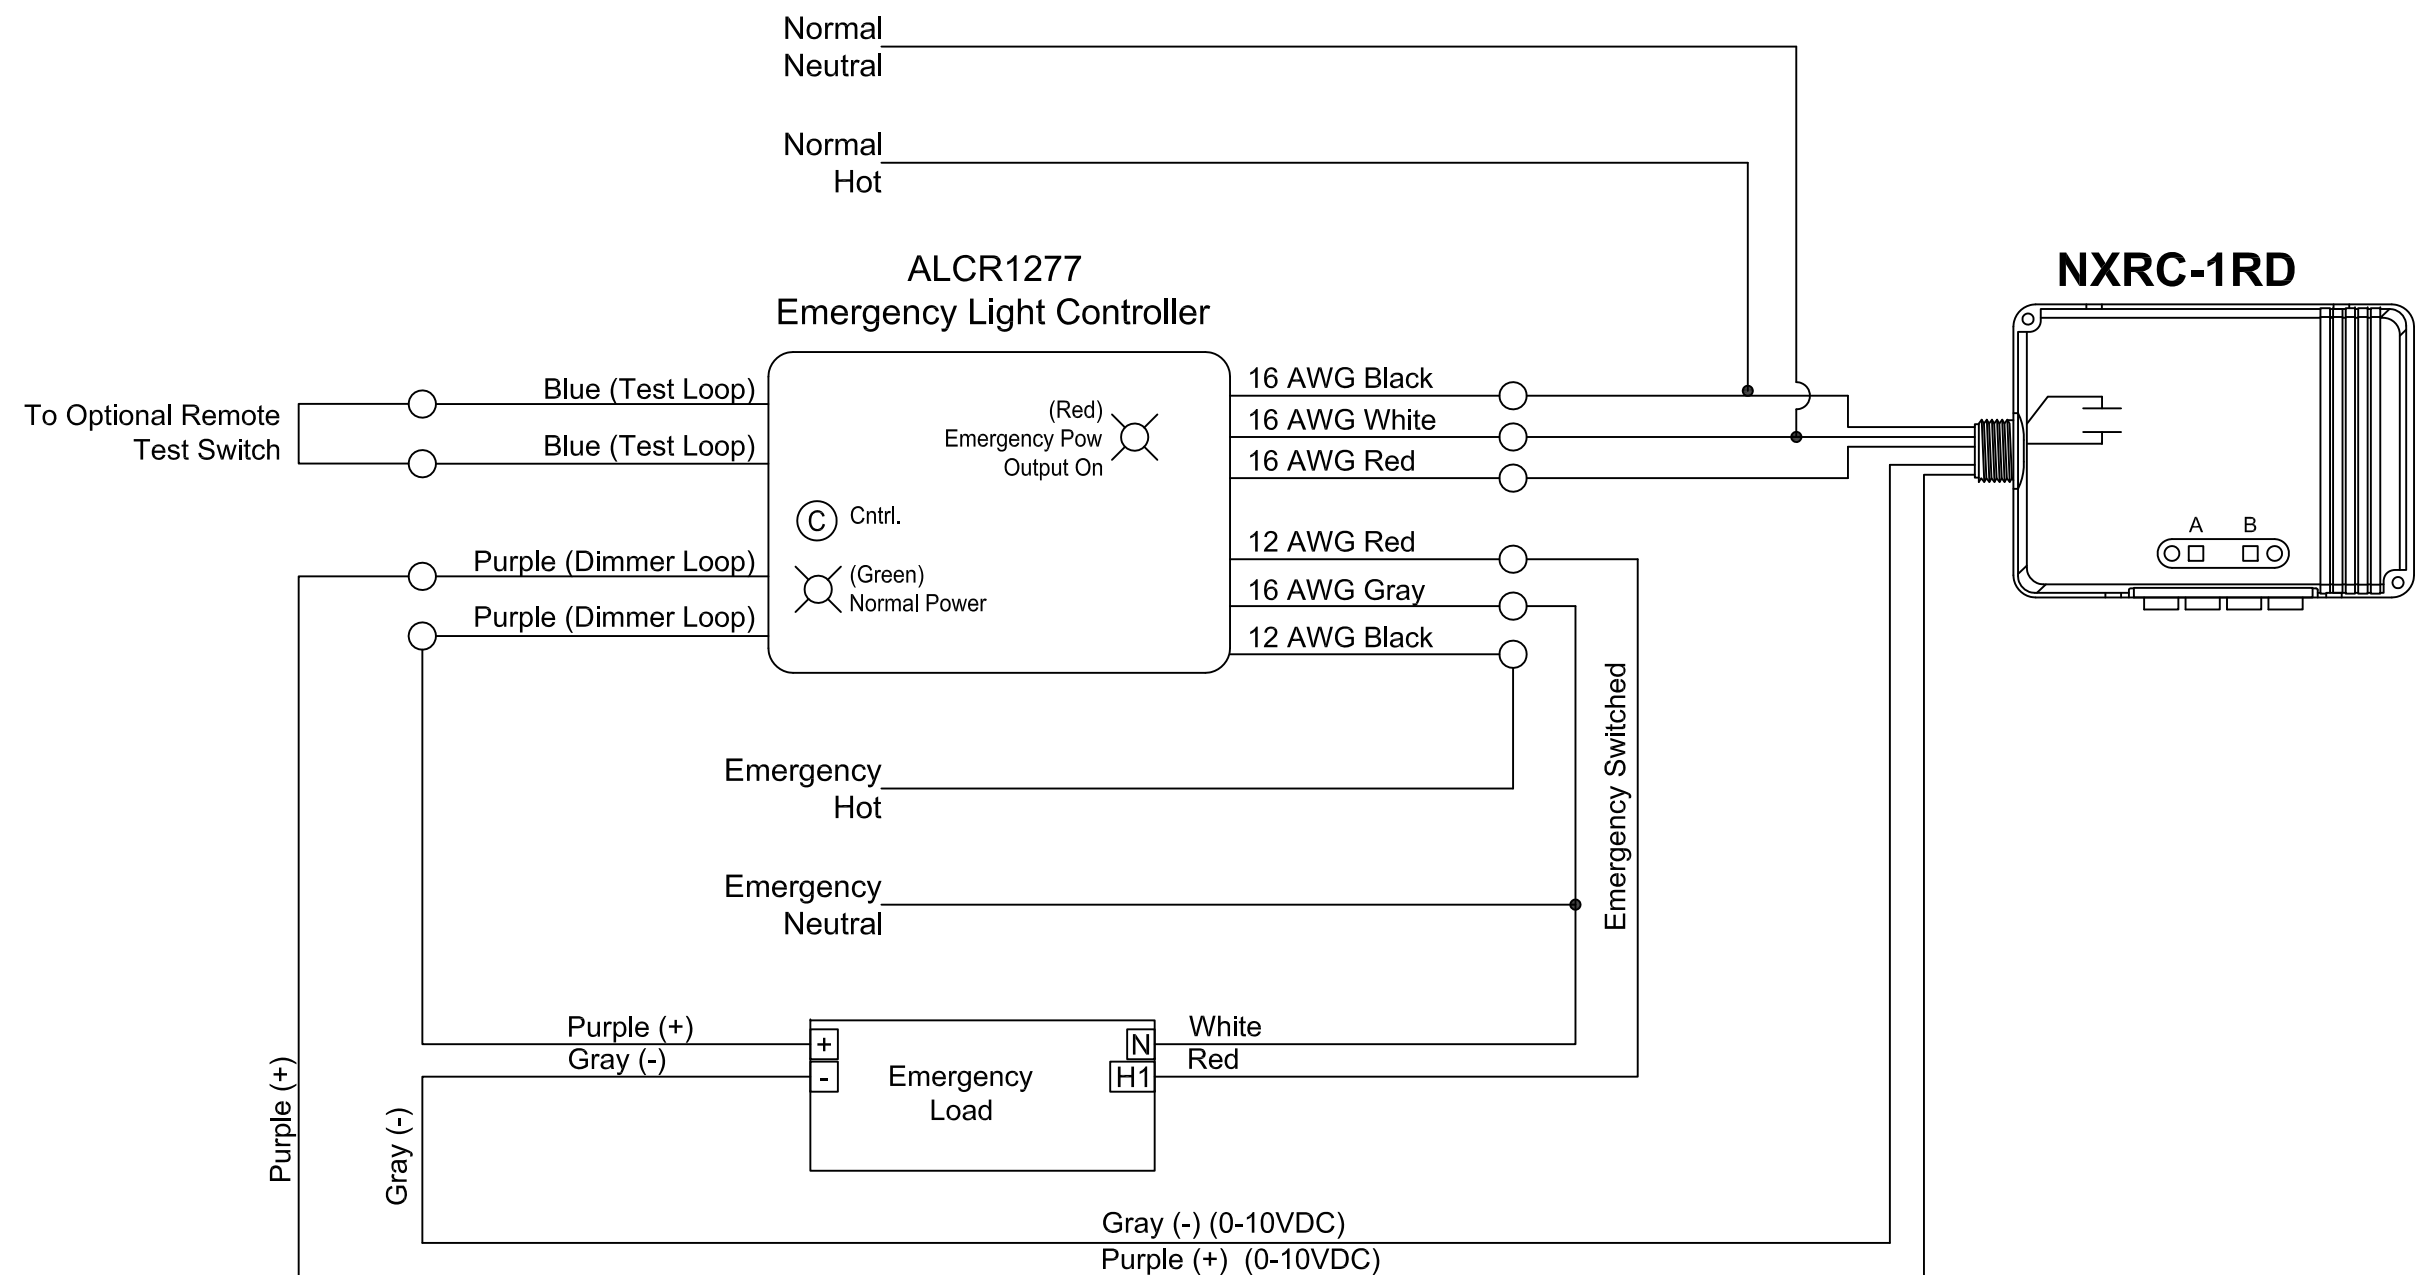 Normal
Neutral
Normal
Hot
NXRC-1RD
ALCR1277
Emergency Light Controller
To Optional Remote
Test Switch
Blue (Test Loop)
Blue (Test Loop)
Purple (Dimmer Loop)
Purple (Dimmer Loop)
(Red)
Emergency Pow
Output On
C Cntrl.
(Green)
Normal Power
16 AWG Black
16 AWG White
16 AWG Red
12 AWG Red
16 AWG Gray
12 AWG Black
A B
Emergency Switched
Emergency
Hot
Emergency
Neutral
Purple (+)
Gray (-)
+
-
Emergency
Load
N
H1
White
Red
Purple (+)
Gray (-)
Gray (-) (0-10VDC)
Purple (+) (0-10VDC)